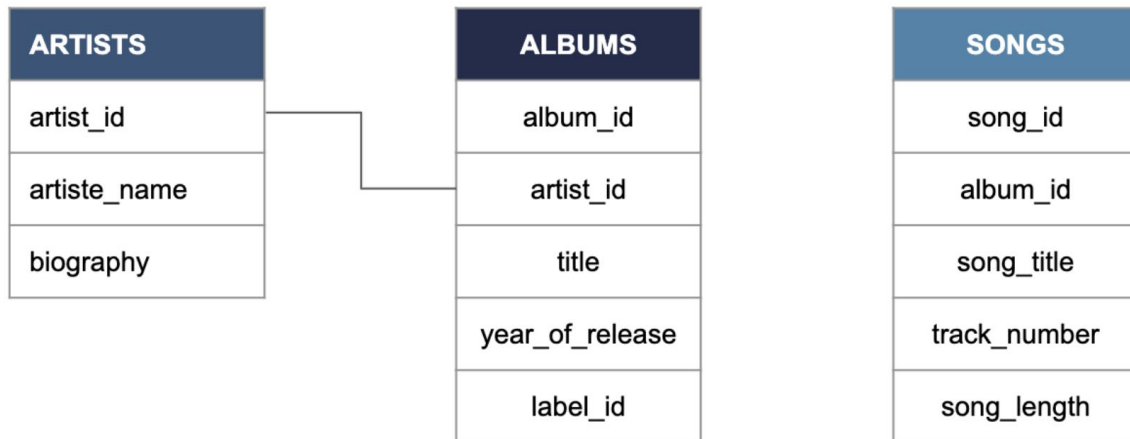 ARTISTS
artist_id
artiste_name
biography
ALBUMS
album_id
artist_id
title
year_of_release
label_id
SONGS
song_id
album_id
song_title
track_number
song_length